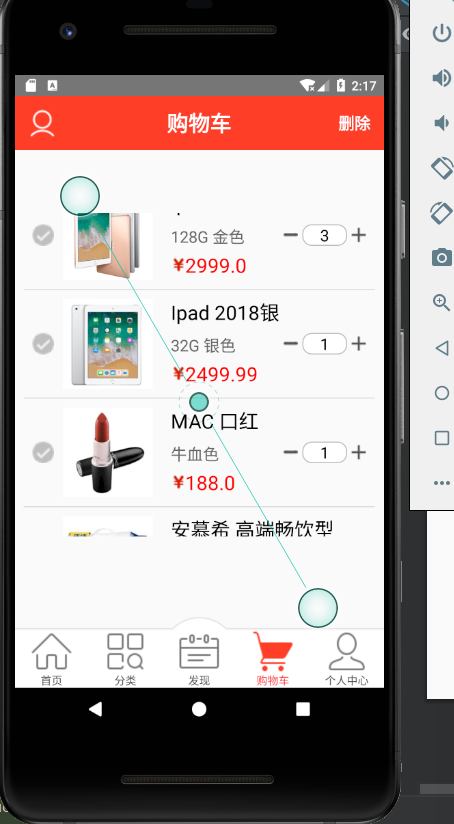 2:17
购物车
删除
128G 金色
3
¥2999.0
Ipad 2018银
32G 银色
1
¥2499.99
MAC 口红
牛血色
1
¥188.0
安慕希 高端畅饮型
首页
分类
发现
购物车
个人中心